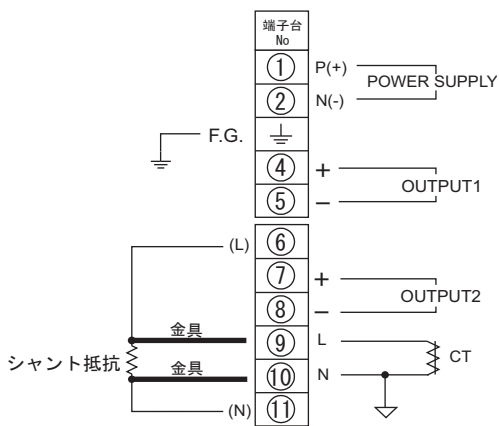 端子台
No
① P(+)
POWER SUPPLY
② N(-)
F.G.
④ +
OUTPUT1
⑤ −
(L) ⑥
⑦ +
OUTPUT2
⑧ −
金具 ⑨ L
シャント抵抗
CT
金具 ⑩ N
(N) ⑪